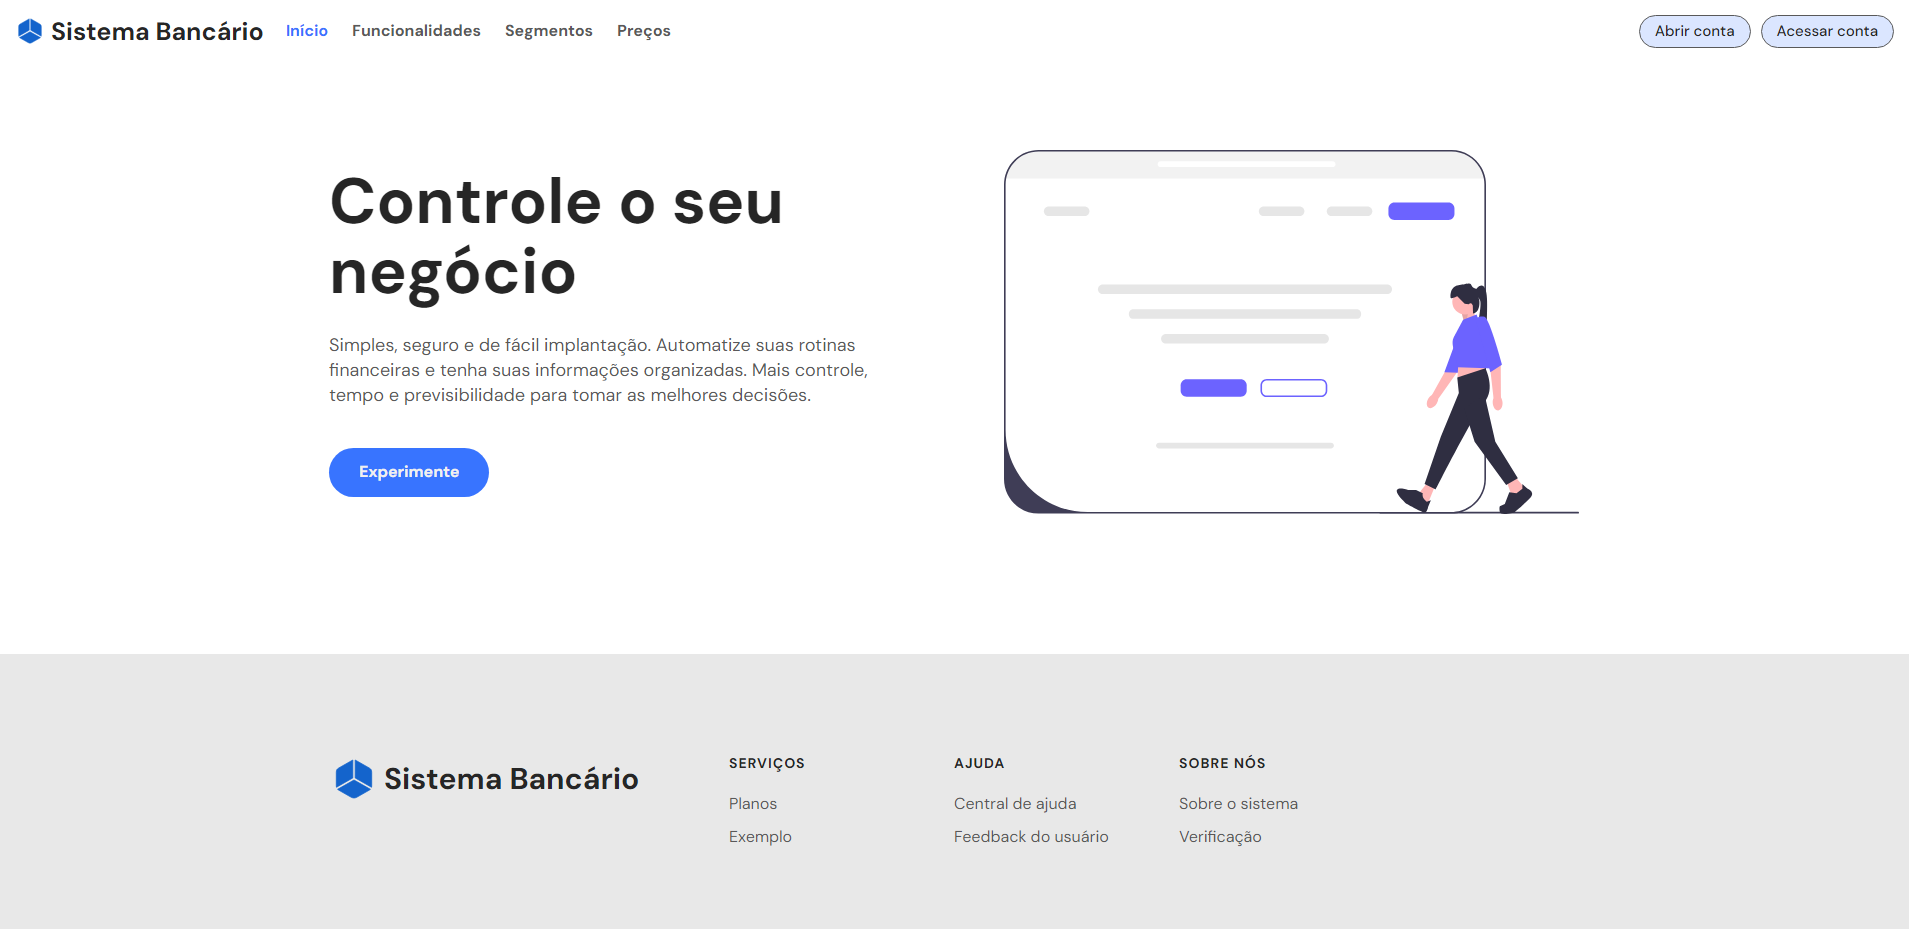 Sistema Bancário
Início
Funcionalidades
Segmentos
Preços
Abrir conta
Acessar conta
Controle o seu
negócio
Simples, seguro e de fácil implantação. Automatize suas rotinas
financeiras e tenha suas informações organizadas. Mais controle,
tempo e previsibilidade para tomar as melhores decisões.
Experimente
Sistema Bancário
SERVIÇOS
Planos
Exemplo
AJUDA
Central de ajuda
Feedback do usuário
SOBRE NÓS
Sobre o sistema
Verificação